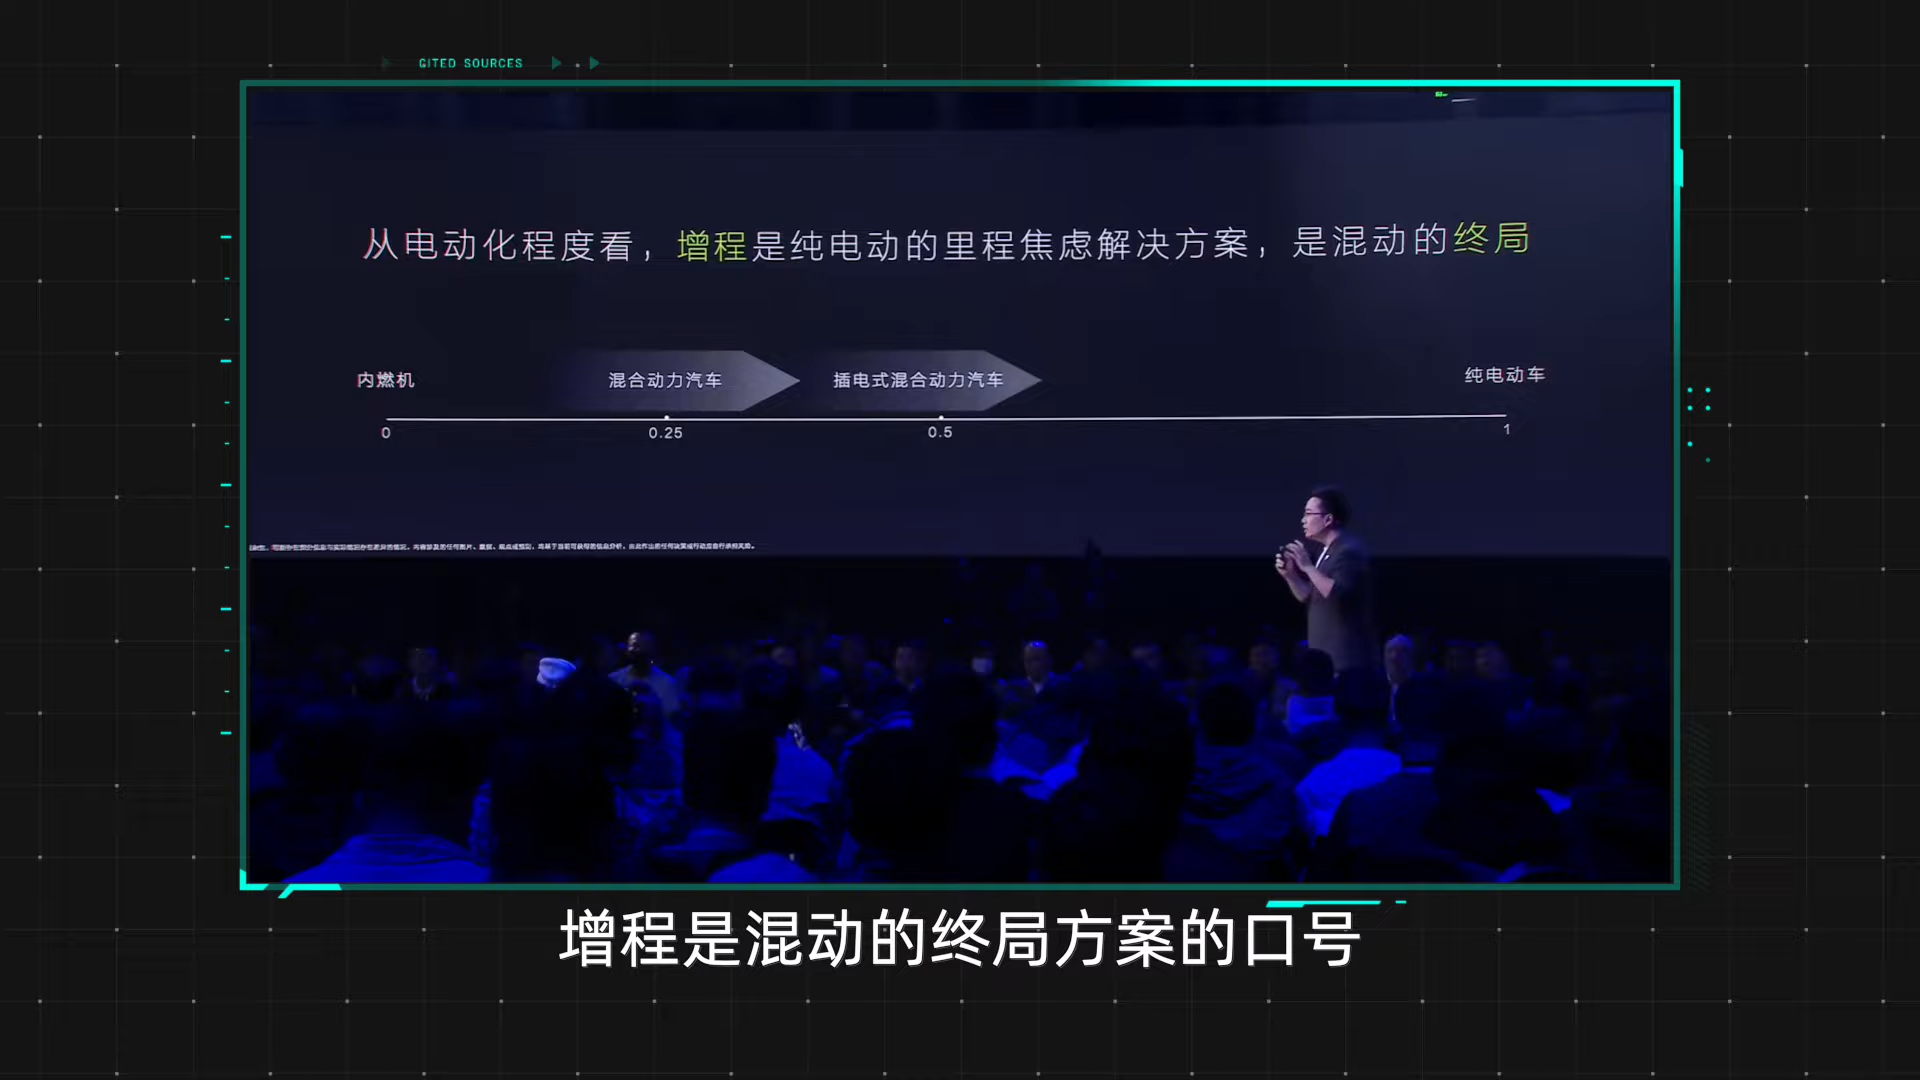 CITED SOURCES
从电动化程度看，增程是纯电动的里程焦虑解决方案，是混动的终局
内燃机
混合动力汽车
插电式混合动力汽车
纯电动车
0
0.25
0.5
1
增程是混动的终局方案的口号